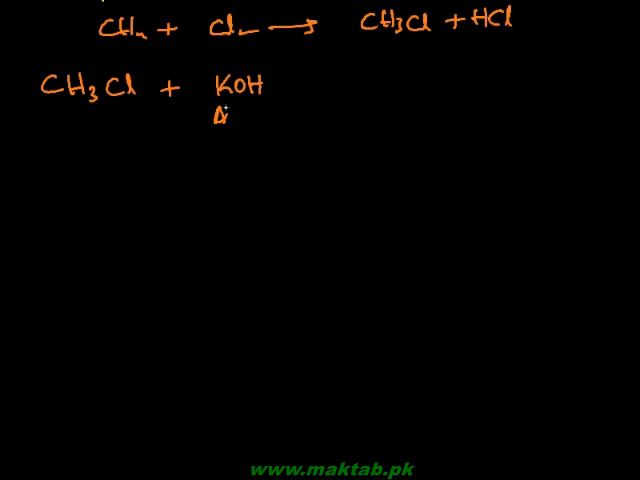 CH₄ + Cl₂ ⟶ CH₃Cl + HCl
CH₃Cl + KOH
www.maktab.pk